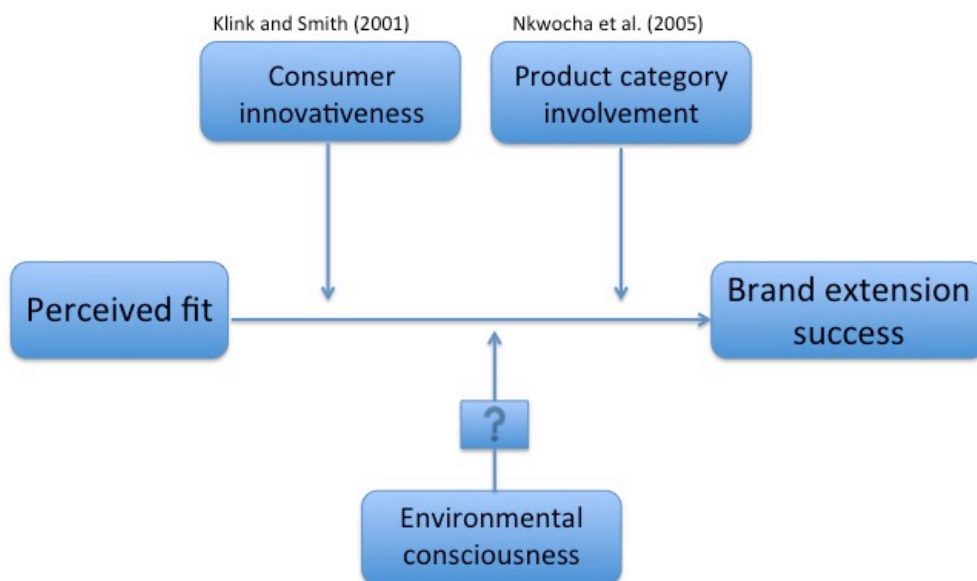 Klink and Smith (2001)
Nkwocha et al. (2005)
Consumer
innovativeness
Product category
involvement
Perceived fit
Brand extension
success
?
Environmental
consciousness